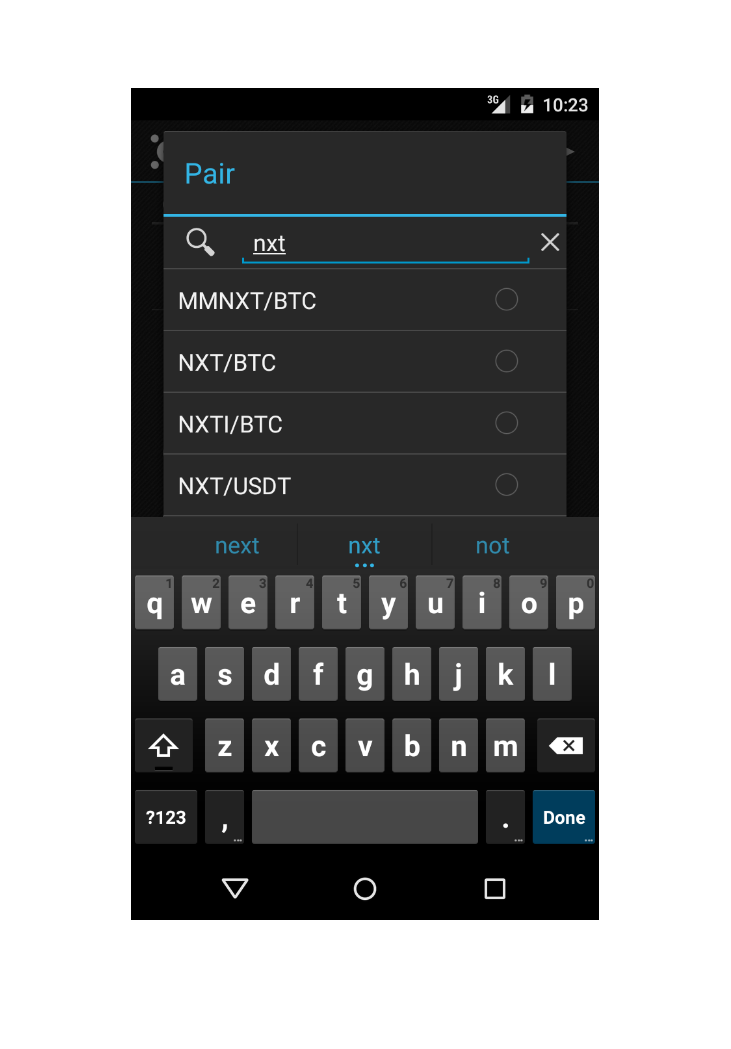 3G 10:23
Pair
nxt
MMNXT/BTC
NXT/BTC
NXTI/BTC
NXT/USDT
next nxt not
1 2 3 4 5 6 7 8 9 0
q w e r t y u i o p
a s d f g h j k l
z x c v b n m
?123 , . Done